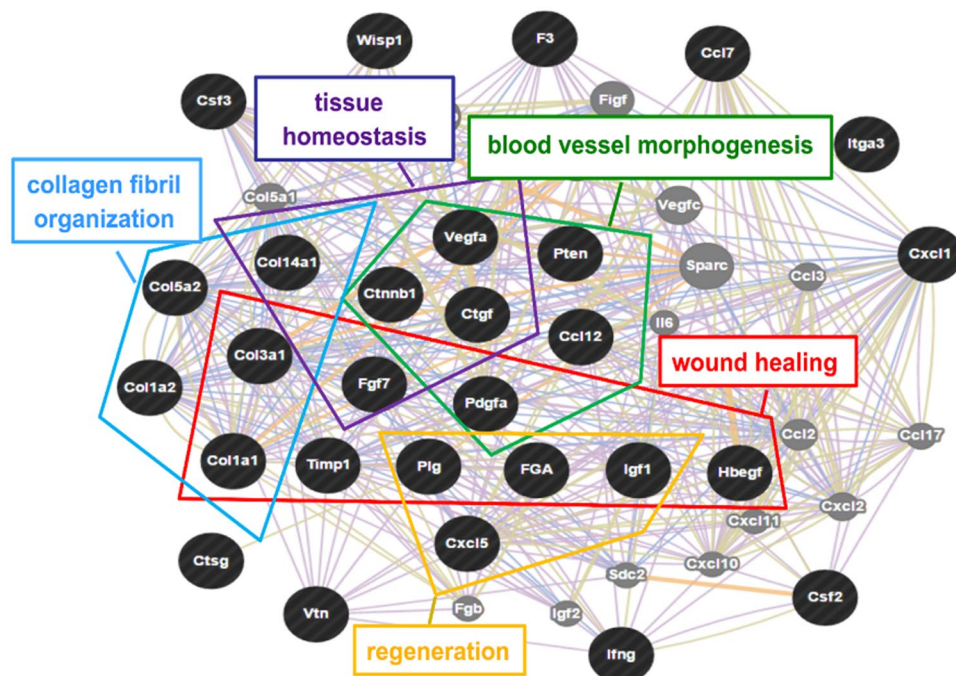 Wisp1
F3
Ccl7
Csf3
Figf
tissue
homeostasis
blood vessel morphogenesis
Itga3
collagen fibril
organization
Col5a1
Vegfc
Vegfa
Pten
Cxcl1
Col14a1
Sparc
Ccl3
Col5a2
Ctnnb1
Ctgf
Il6
Ccl12
Col3a1
wound healing
Col1a2
Fgf7
Pdgfa
Ccl2
Ccl17
Col1a1
Timp1
Plg
FGA
Igf1
Hbegf
Cxcl2
Cxcl11
Cxcl5
Ctsg
Cxcl10
Sdc2
Csf2
Vtn
Fgb
Igf2
regeneration
Ifng